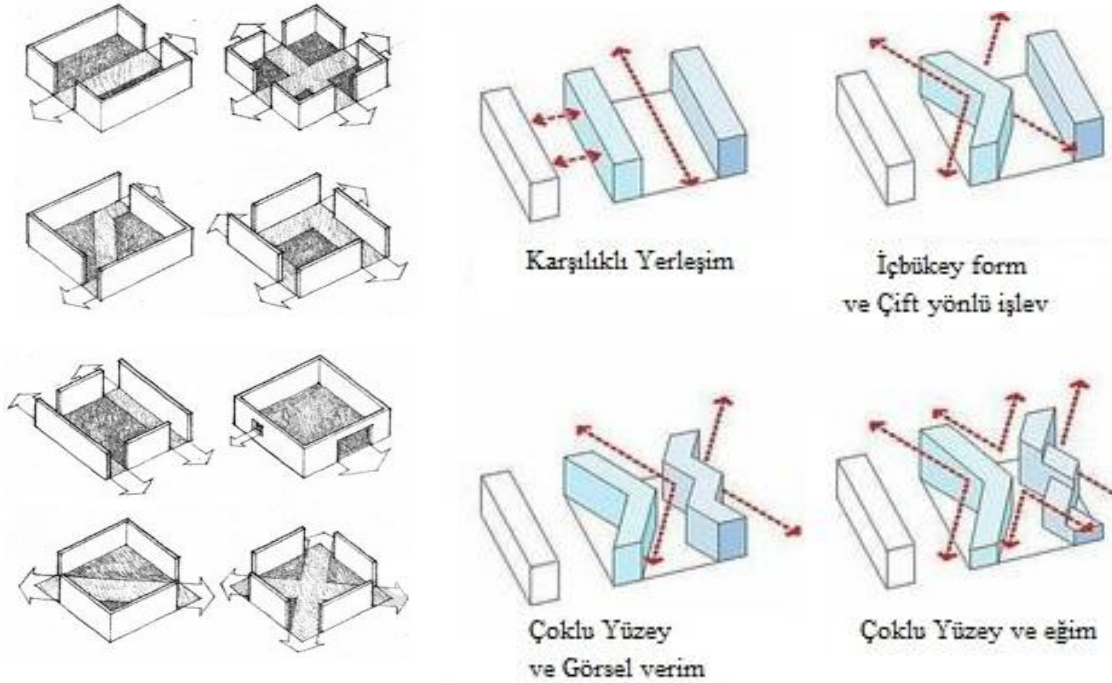 Karşılıklı Yerleşim
İçbükey form
ve Çift yönlü işlev
Çoklu Yüzey
ve Görsel verim
Çoklu Yüzey ve eğim